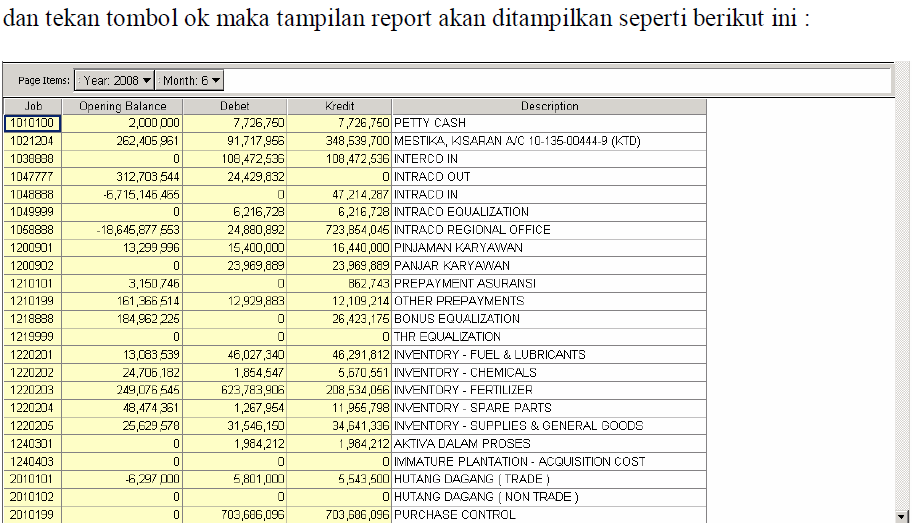 dan tekan tombol ok maka tampilan report akan ditampilkan seperti berikut ini :
Page Items: Year: 2008 Month: 6
Job Opening Balance Debet Kredit Description
1010100 2,000,000 7,726,750 7,726,750 PETTY CASH
1021204 262,405,961 91,717,956 348,539,700 MESTIKA, KISARAN A/C 10-135-00444-9 (KTD)
1038888 0 108,472,536 108,472,536 INTERCO IN
1047777 312,703,544 24,429,832 0 INTRACO OUT
1048888 -6,715,146,465 0 47,214,287 INTRACO IN
1049999 0 6,216,728 6,216,728 INTRACO EQUALIZATION
1058888 -18,645,877,553 24,880,892 723,854,045 INTRACO REGIONAL OFFICE
1200901 13,299,996 15,400,000 16,440,000 PINJAMAN KARYAWAN
1200902 0 23,969,889 23,969,889 PANJAR KARYAWAN
1210101 3,150,746 0 862,743 PREPAYMENT ASURANSI
1210199 161,366,514 12,929,883 12,109,214 OTHER PREPAYMENTS
1218888 184,962,225 0 26,423,175 BONUS EQUALIZATION
1219999 0 0 0 THR EQUALIZATION
1220201 13,083,539 46,027,340 46,291,812 INVENTORY - FUEL & LUBRICANTS
1220202 24,706,182 1,854,547 5,670,551 INVENTORY - CHEMICALS
1220203 249,076,545 623,783,906 208,534,056 INVENTORY - FERTILIZER
1220204 48,474,361 1,267,954 11,955,798 INVENTORY - SPARE PARTS
1220205 25,629,578 31,546,150 34,641,336 INVENTORY - SUPPLIES & GENERAL GOODS
1240301 0 1,984,212 1,984,212 AKTIVA DALAM PROSES
1240403 0 0 0 IMMATURE PLANTATION - ACQUISITION COST
2010101 -6,297,000 5,801,000 5,543,500 HUTANG DAGANG ( TRADE )
2010102 0 0 0 HUTANG DAGANG ( NON TRADE )
2010199 0 703,686,096 703,686,096 PURCHASE CONTROL